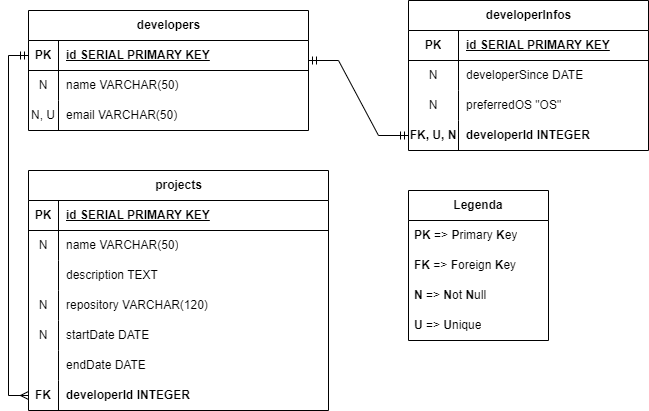 developers
PK id SERIAL PRIMARY KEY
N name VARCHAR(50)
N, U email VARCHAR(50)
developerInfos
PK id SERIAL PRIMARY KEY
N developerSince DATE
N preferredOS "OS"
FK, U, N developerId INTEGER
projects
PK id SERIAL PRIMARY KEY
N name VARCHAR(50)
description TEXT
N repository VARCHAR(120)
N startDate DATE
endDate DATE
FK developerId INTEGER
Legenda
PK => Primary Key
FK => Foreign Key
N => Not Null
U => Unique